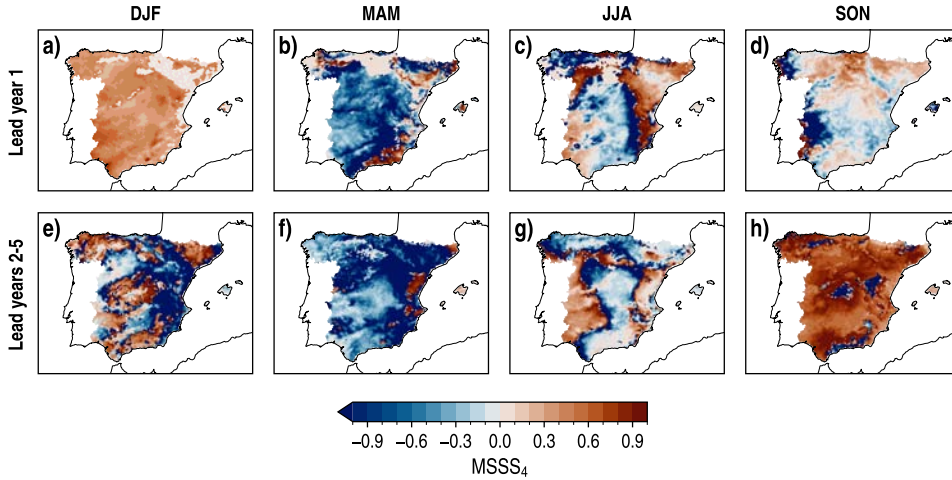 DJF MAM JJA SON
Lead year 1
a) b) c) d)
Lead years 2-5
e) f) g) h)
−0.9 −0.6 −0.3 0.0 0.3 0.6 0.9
MSSS₄